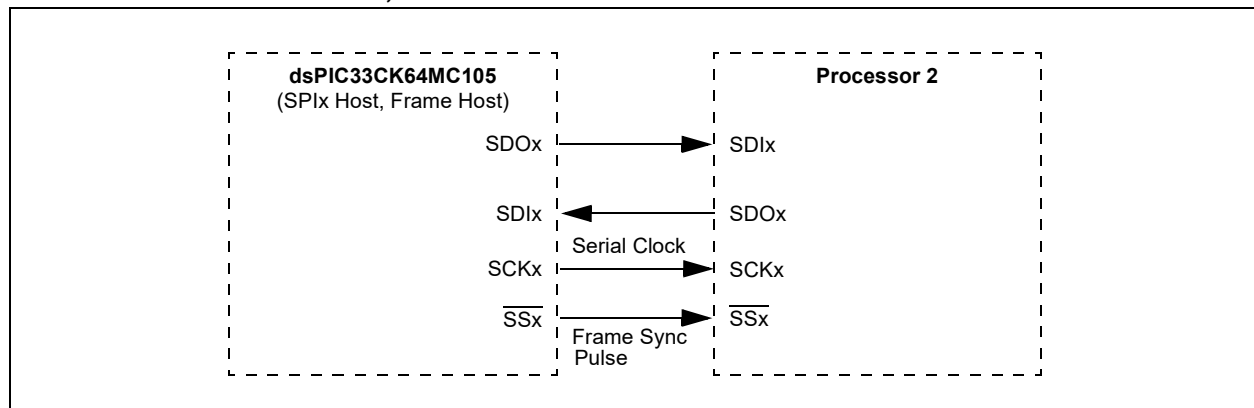 dsPIC33CK64MC105 Processor 2
(SPIx Host, Frame Host)
SDOx SDIx
SDIx SDOx
Serial Clock
SCKx SCKx
SSx SSx
Frame Sync
Pulse